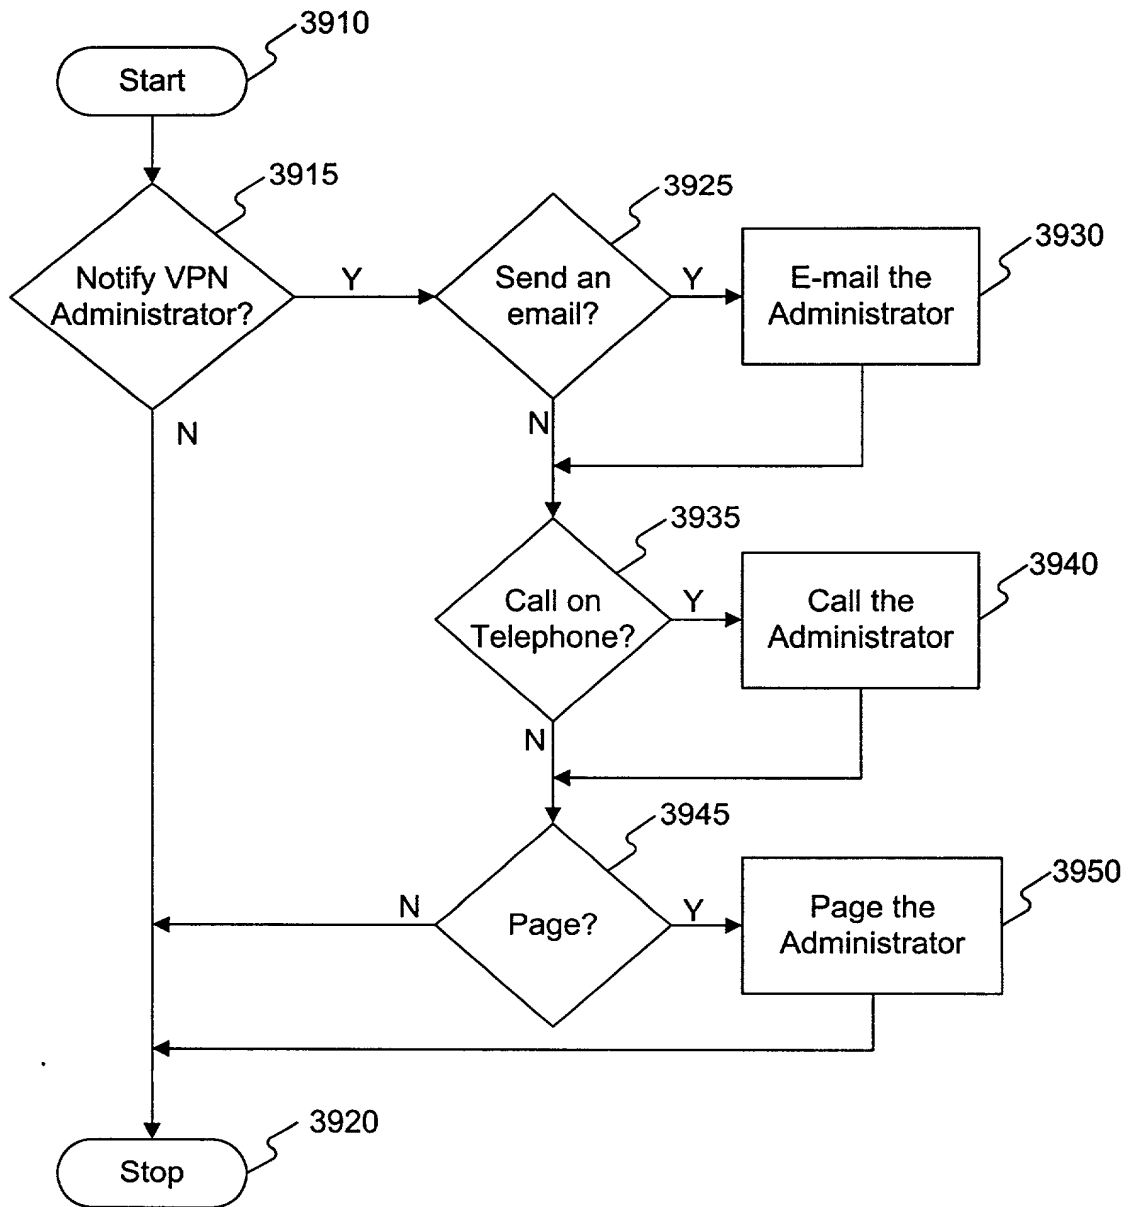 3910
Start
3915
Notify VPN
Administrator?
Y
N
3925
Send an
email?
Y
N
3930
E-mail the
Administrator
3935
Call on
Telephone?
Y
N
3940
Call the
Administrator
3945
Page?
N
Y
3950
Page the
Administrator
3920
Stop